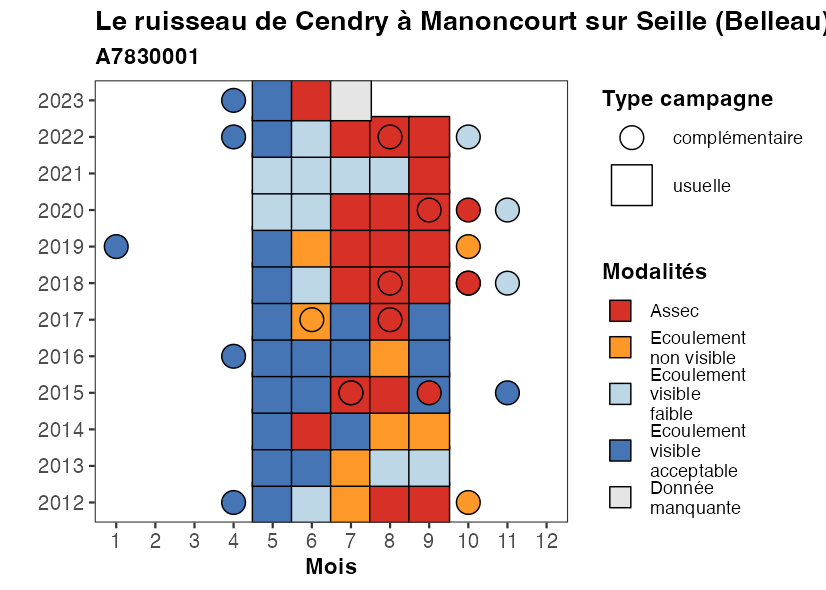 Le ruisseau de Cendry à Manoncourt sur Seille (Belleau)
A7830001
2023
2022
2021
2020
2019
2018
2017
2016
2015
2014
2013
2012
1 2 3 4 5 6 7 8 9 10 11 12
Mois
Type campagne
complémentaire
usuelle
Modalités
Assec
Ecoulement
non visible
Ecoulement
visible
faible
Ecoulement
visible
acceptable
Donnée
manquante